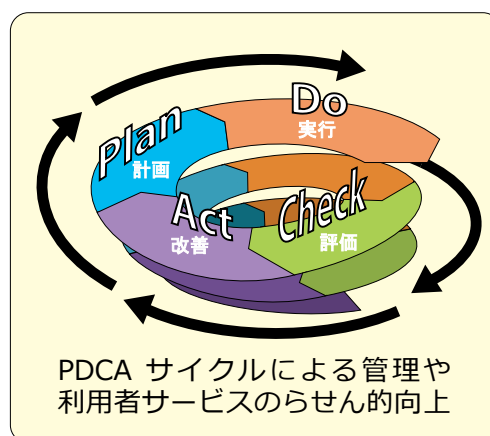 Plan
計画
Do
実行
Check
評価
Act
改善
PDCA サイクルによる管理や
利用者サービスのらせん的向上